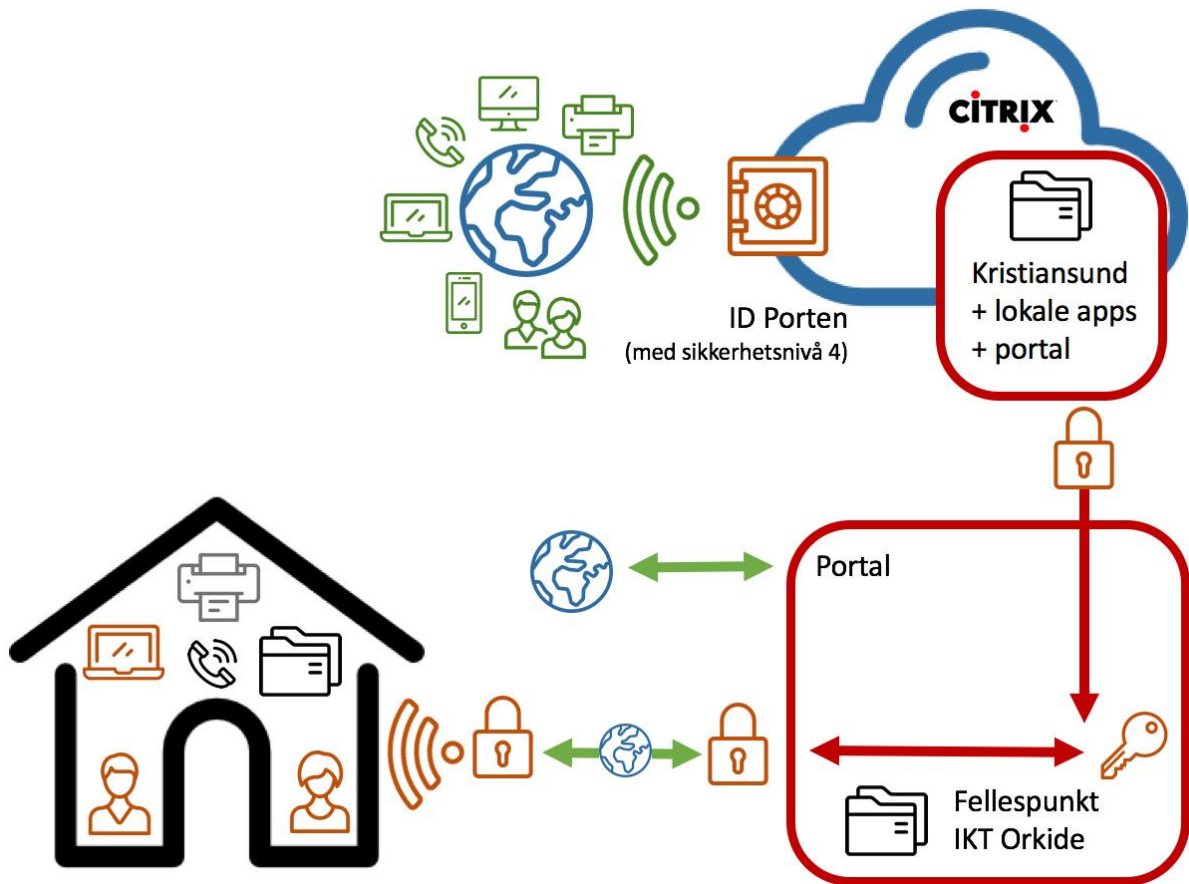 CiTRIX
ID Porten
(med sikkerhetsnivå 4)
Kristiansund
+ lokale apps
+ portal
Portal
Fellespunkt
IKT Orkide